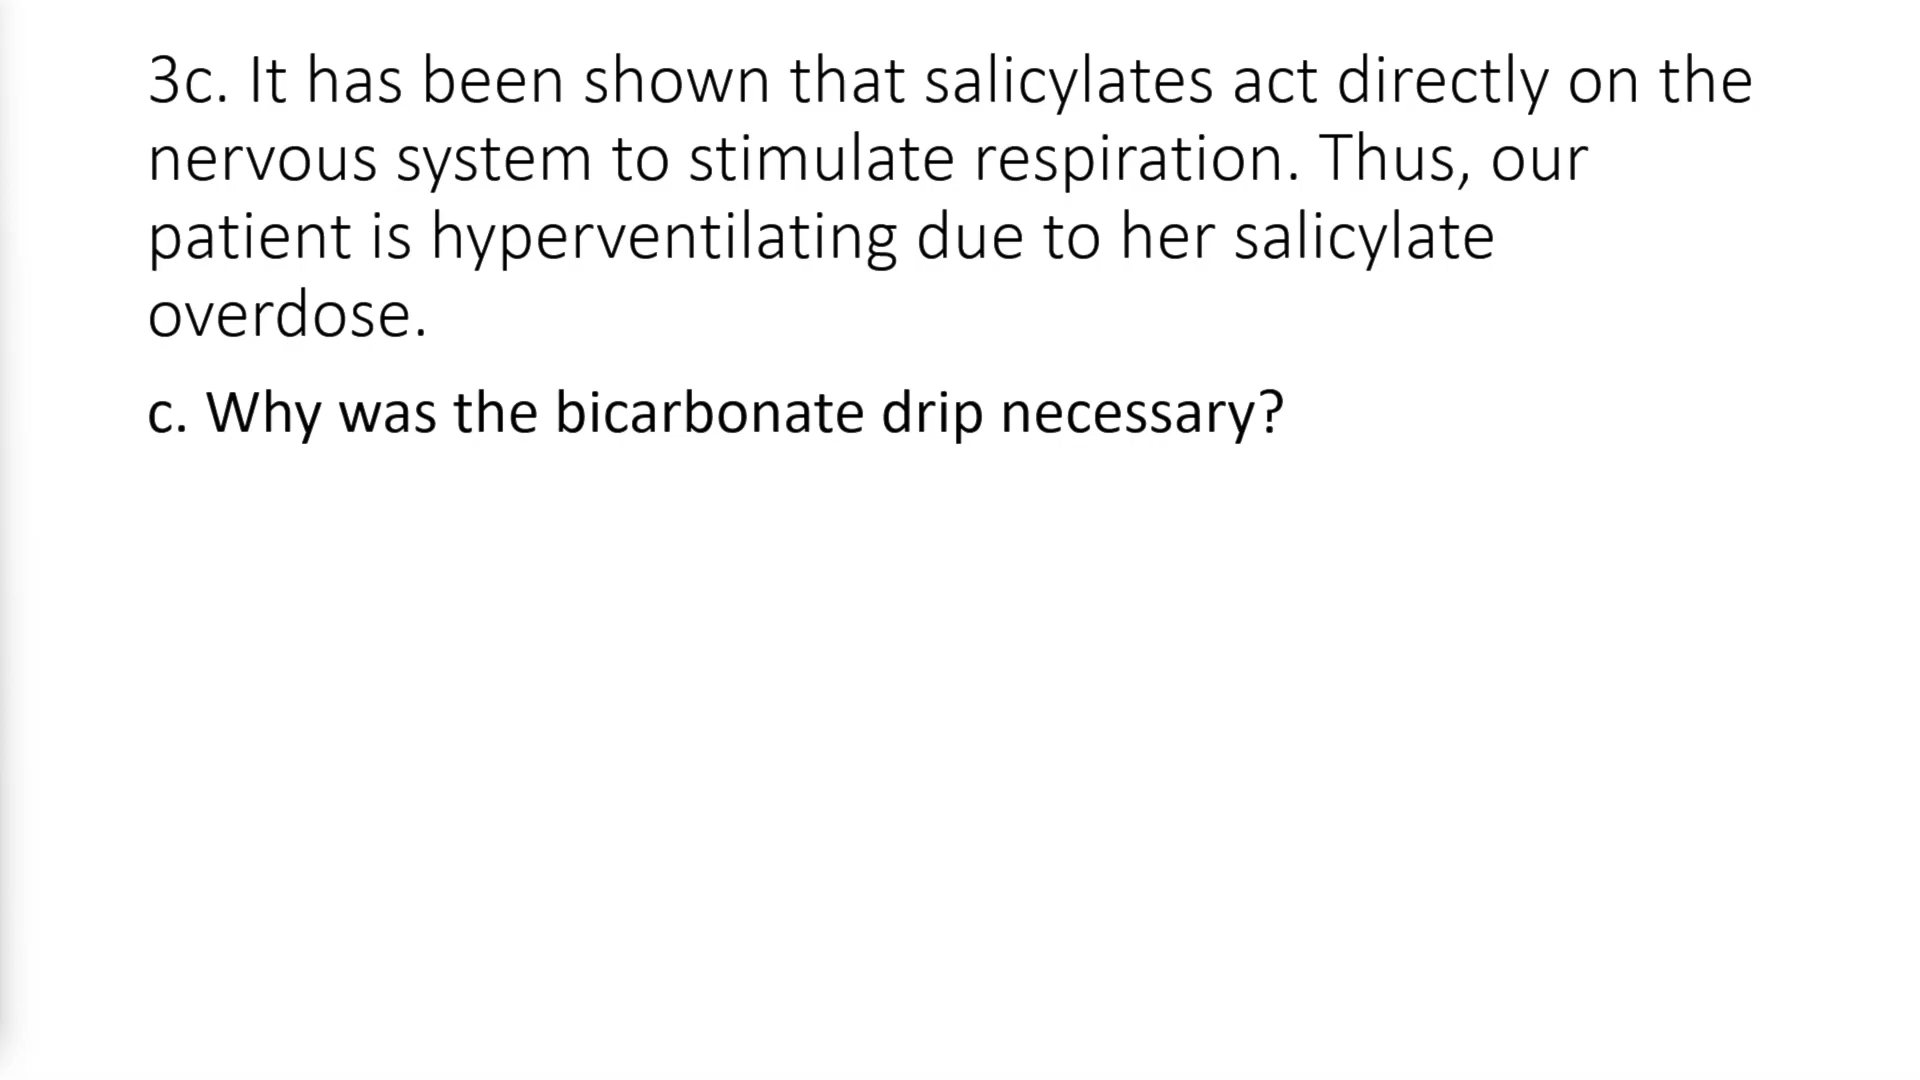 3c. It has been shown that salicylates act directly on the
nervous system to stimulate respiration. Thus, our
patient is hyperventilating due to her salicylate
overdose.
c. Why was the bicarbonate drip necessary?